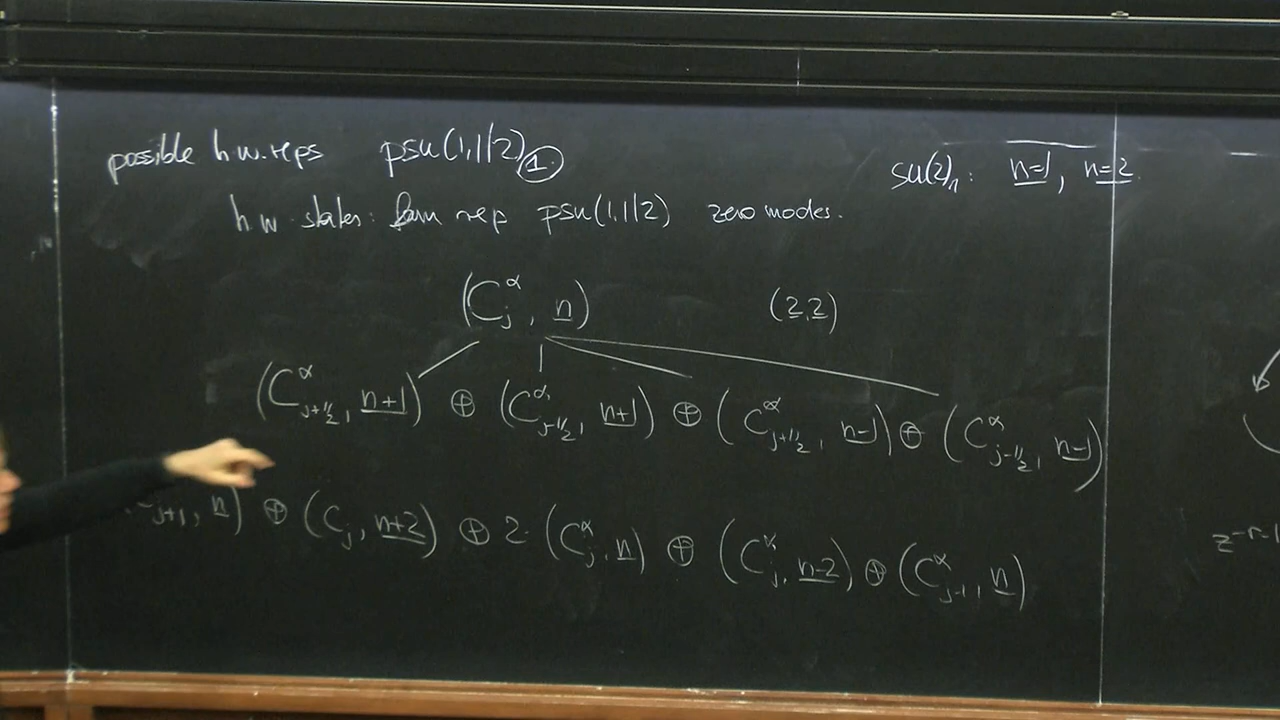 possible h.w. reps psu(1,1|2)₁ su(2)₁: n=1, n=2
h.w. states: form rep psu(1,1|2) zero modes.
(C^α_j, n) (2,2)
(C^α_{j+1/2}, n+1) ⊕ (C^α_{j-1/2}, n+1) ⊕ (C^α_{j+1/2}, n-1) ⊕ (C^α_{j-1/2}, n-1)
j+1, n) ⊕ (C_j, n+2) ⊕ 2·(C^α_j, n) ⊕ (C^α_j, n-2) ⊕ (C^α_{j-1}, n)